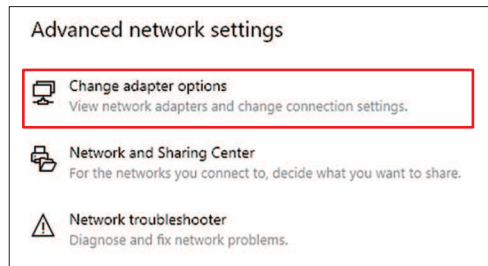 Advanced network settings
Change adapter options
View network adapters and change connection settings.
Network and Sharing Center
For the networks you connect to, decide what you want to share.
Network troubleshooter
Diagnose and fix network problems.